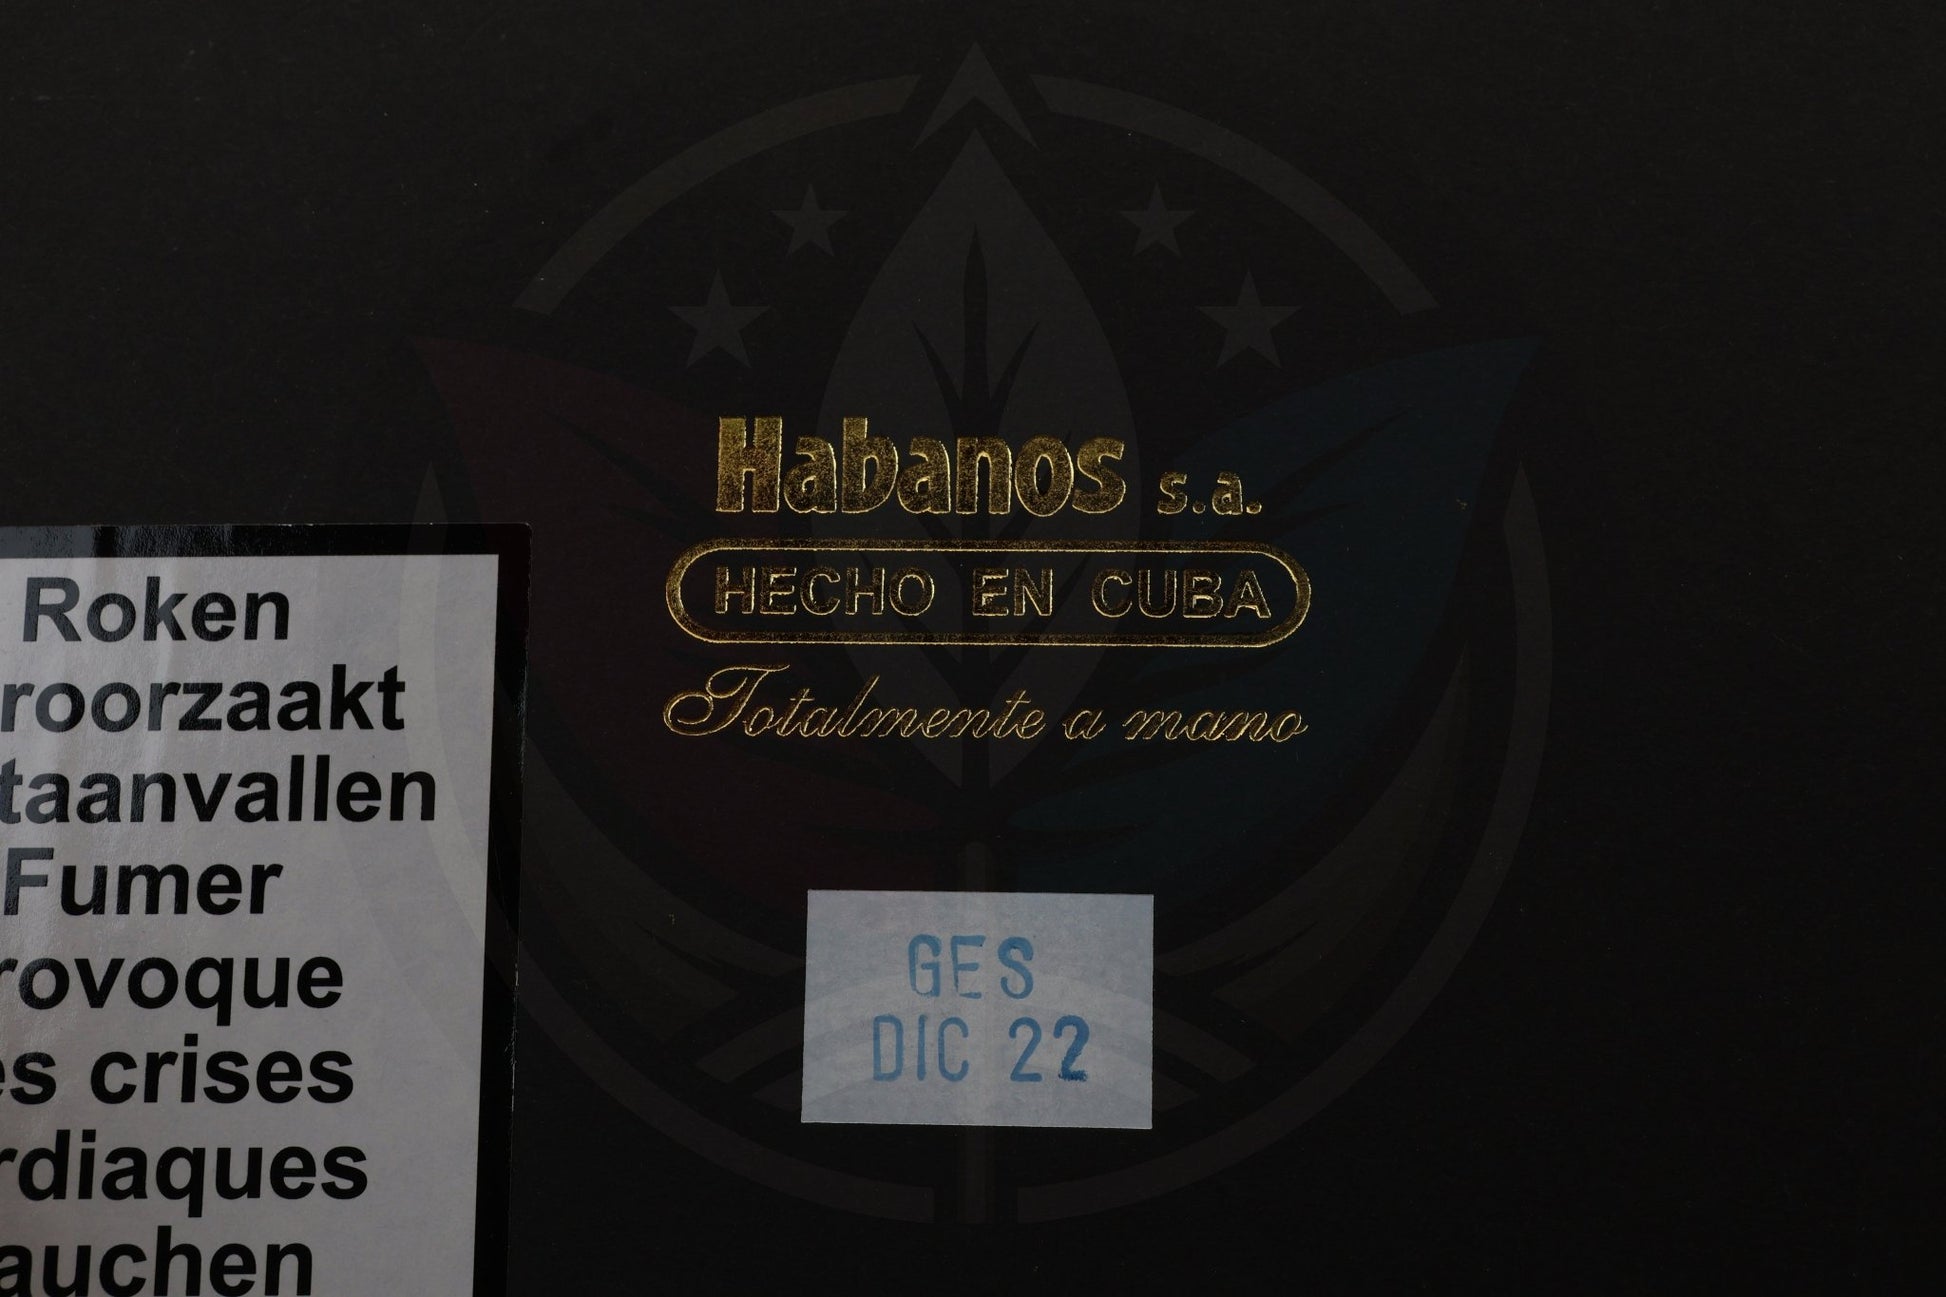 Habanos s.a.
HECHO EN CUBA
Totalmente a mano
GES
DIC 22
Roken
roorzaakt
taanvallen
Fumer
rovoque
es crises
rdiaques
auchen